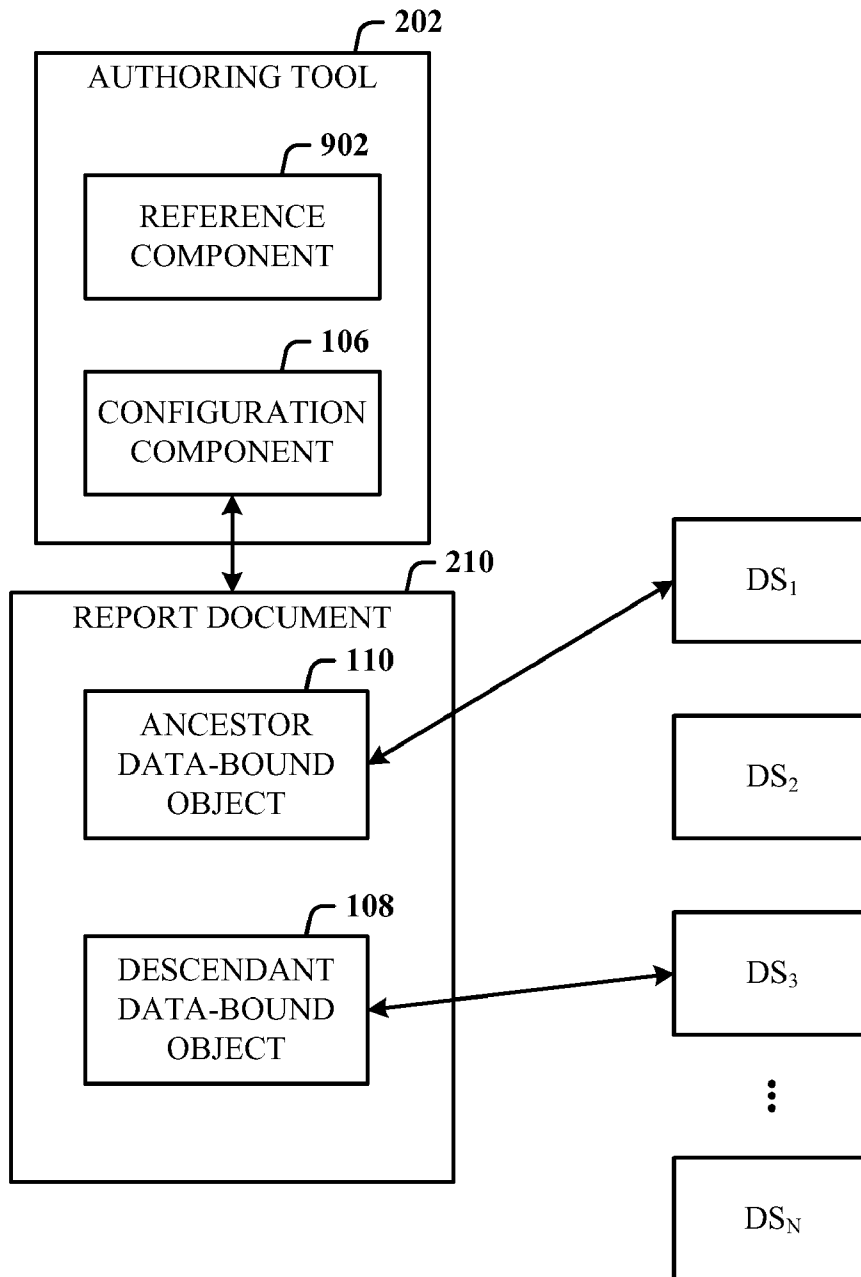 202
AUTHORING TOOL
902
REFERENCE
COMPONENT
106
CONFIGURATION
COMPONENT
210
REPORT DOCUMENT
110
ANCESTOR
DATA-BOUND
OBJECT
108
DESCENDANT
DATA-BOUND
OBJECT
DS₁
DS₂
DS₃
DS_N